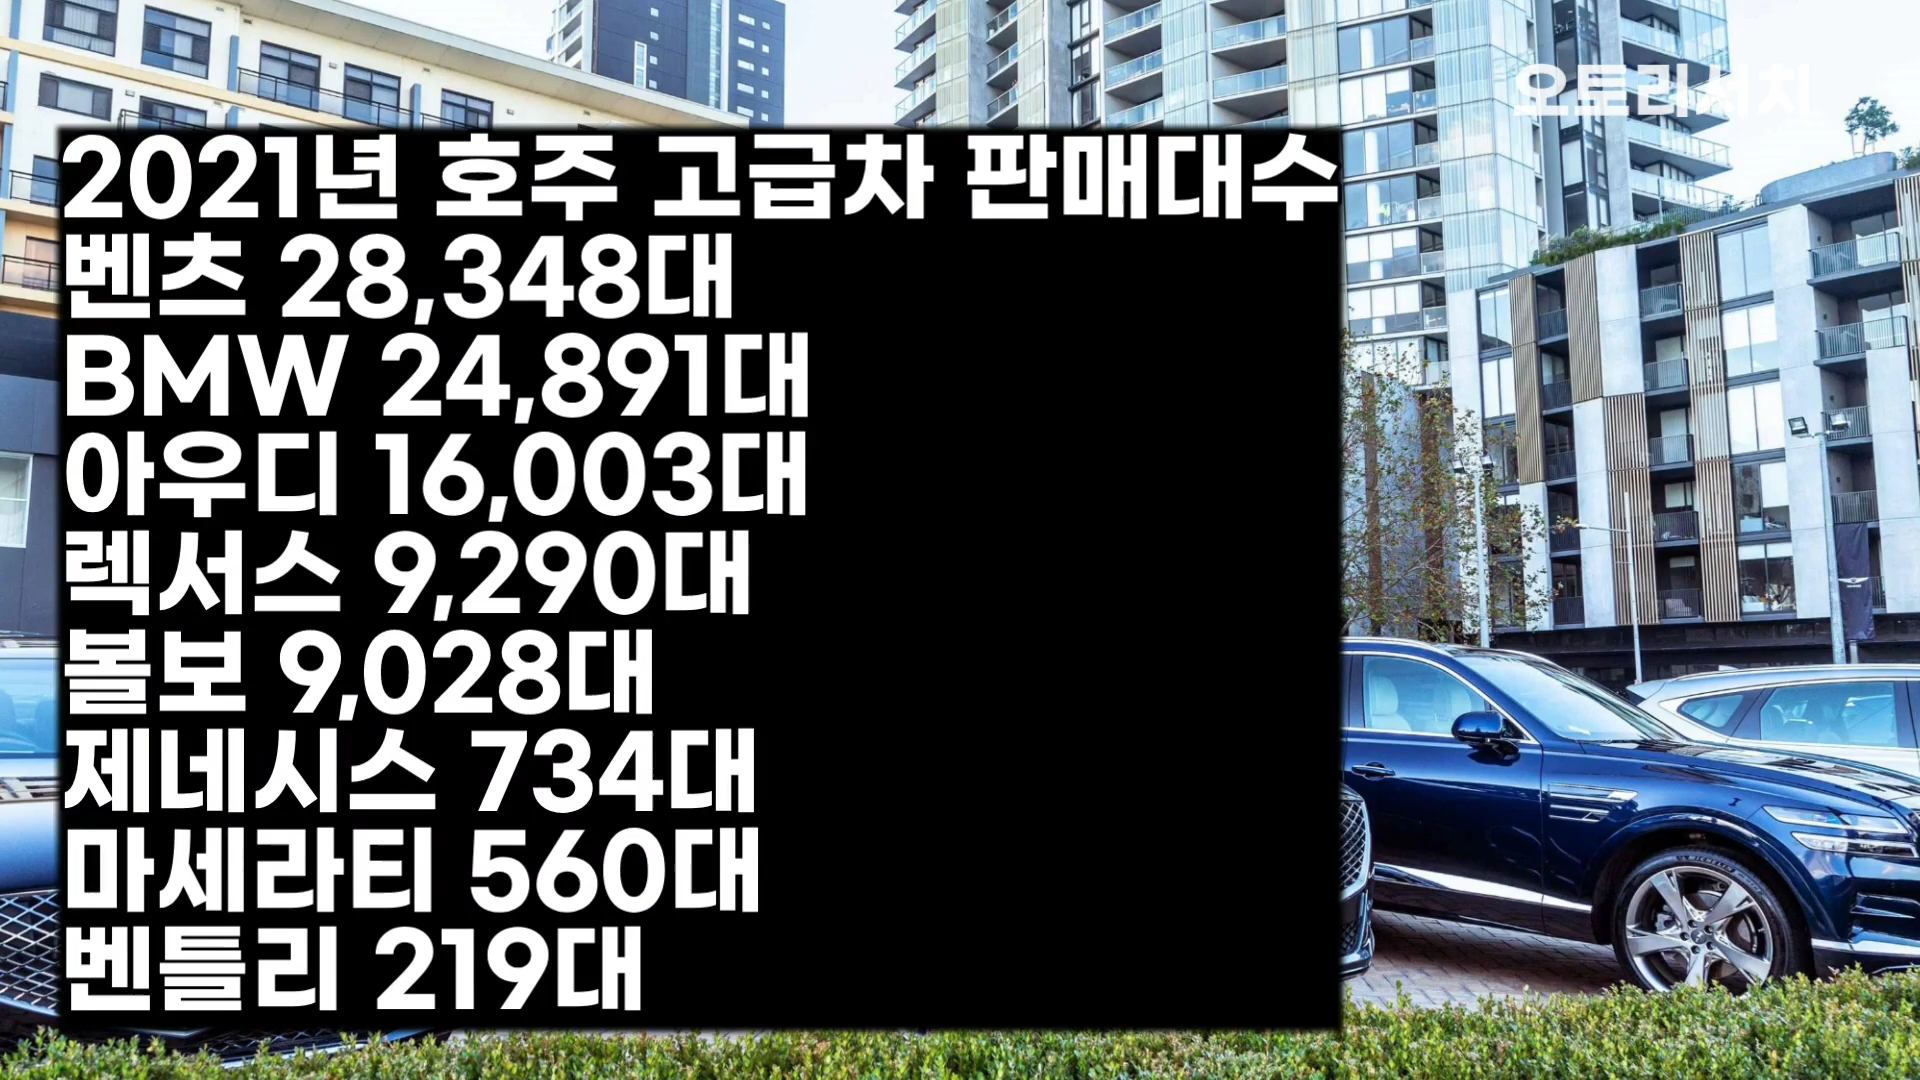 오토리서치
2021년 호주 고급차 판매대수
벤츠 28,348대
BMW 24,891대
아우디 16,003대
렉서스 9,290대
볼보 9,028대
제네시스 734대
마세라티 560대
벤틀리 219대